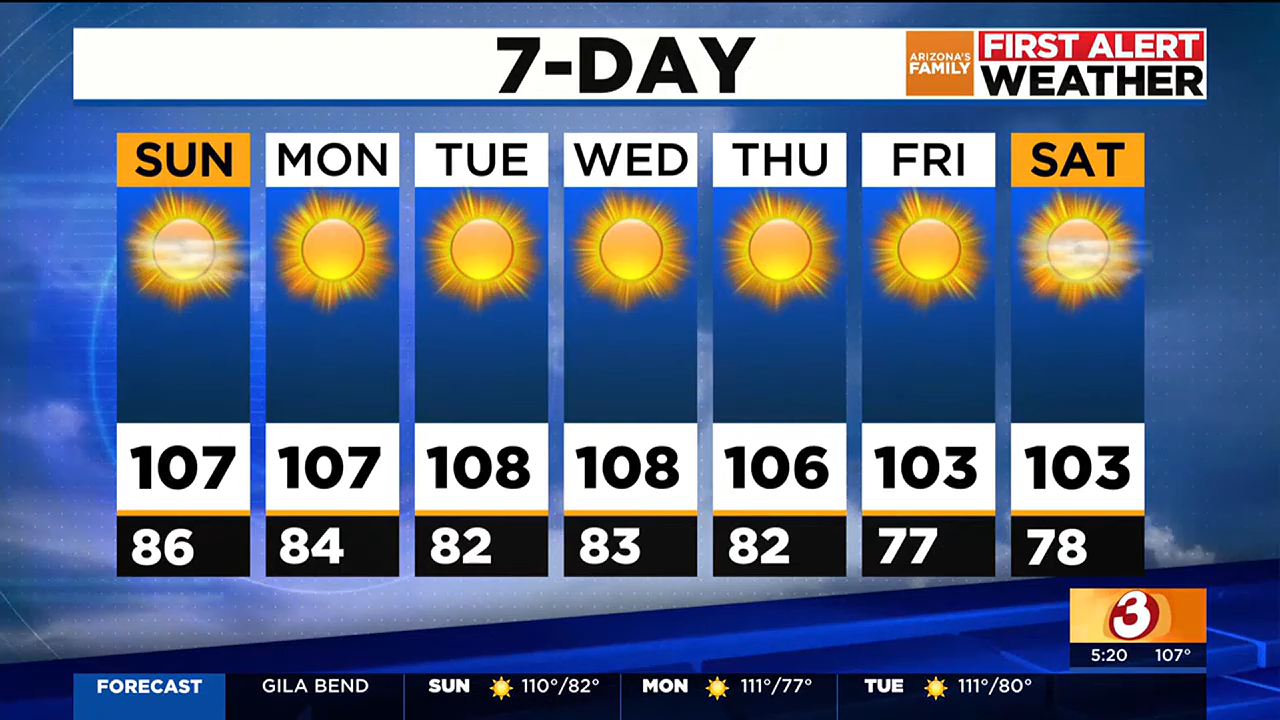 7-DAY
ARIZONA'S FAMILY
FIRST ALERT
WEATHER
SUN MON TUE WED THU FRI SAT
107 107 108 108 106 103 103
86 84 82 83 82 77 78
3
5:20 107°
FORECAST GILA BEND SUN 110°/82° MON 111°/77° TUE 111°/80°